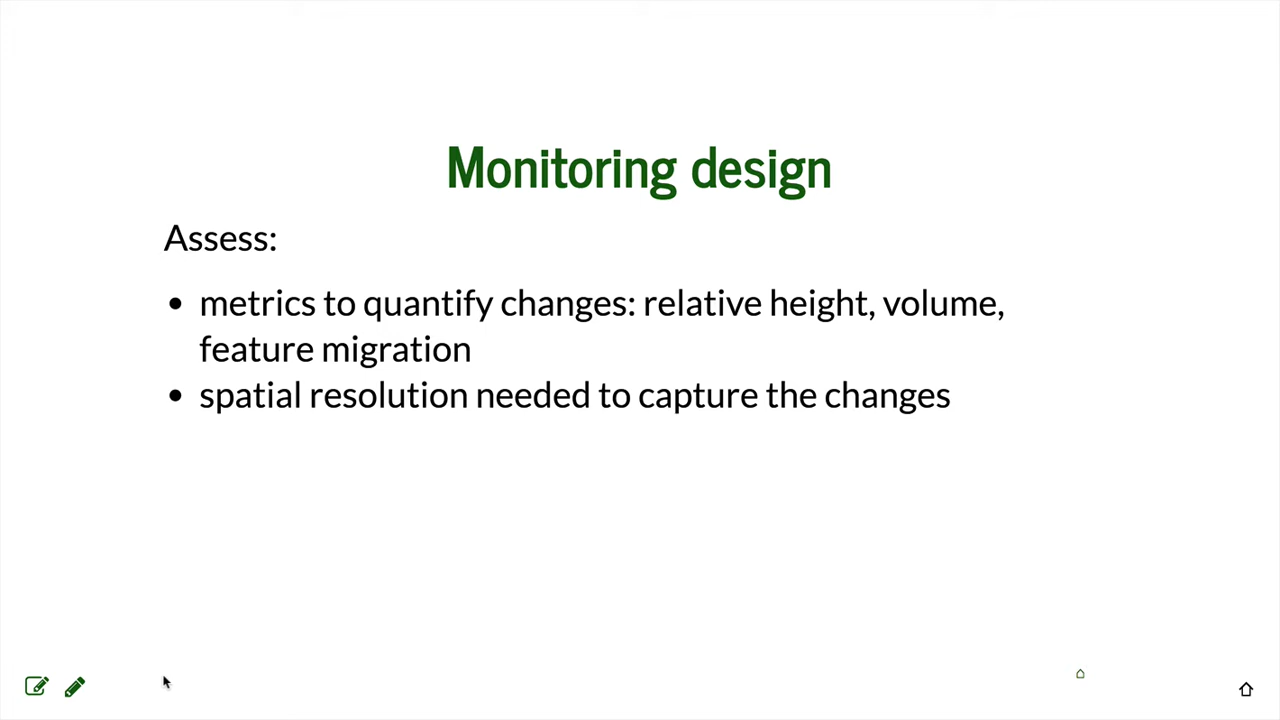 Monitoring design
Assess:
• metrics to quantify changes: relative height, volume,
feature migration
• spatial resolution needed to capture the changes